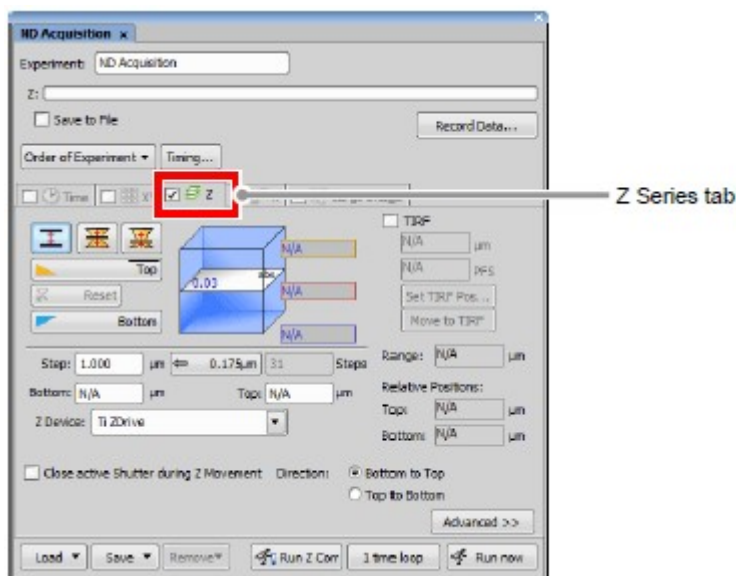 ND Acquisition x
Experiment: ND Acquisition
Z:
Save to File
Record Data...
Order of Experiment Timing...
Time XY Z
Z Series tab
TIRF
N/A N/A μm
Top N/A PFS
0.03 abs
Reset N/A Set TIRF Pos...
Bottom Move to TIRF
N/A
Step: 1.000 μm 0.175μm 31 Steps Range: N/A μm
Bottom: N/A μm Top: N/A μm Relative Positions:
Top: N/A μm
Z Device: Ti ZDrive
Bottom: N/A μm
Close active Shutter during Z Movement Direction: Bottom to Top
Top to Bottom
Advanced >>
Load Save Remove Run Z Corr 1 time loop Run now